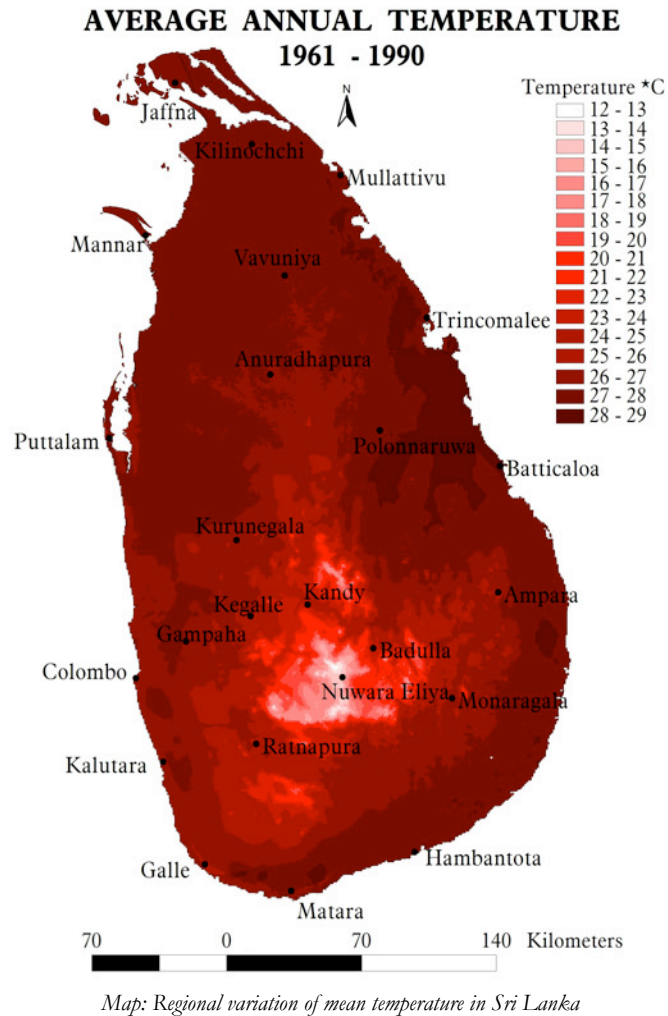 AVERAGE ANNUAL TEMPERATURE
1961 - 1990
N
Temperature *C
12 - 13
13 - 14
14 - 15
15 - 16
16 - 17
17 - 18
18 - 19
19 - 20
20 - 21
21 - 22
22 - 23
23 - 24
24 - 25
25 - 26
26 - 27
27 - 28
28 - 29
Jaffna
Kilinochchi
Mullattivu
Mannar
Vavuniya
Trincomalee
Anuradhapura
Puttalam
Polonnaruwa
Batticaloa
Kurunegala
Kandy
Ampara
Kegalle
Gampaha
Badulla
Colombo
Nuwara Eliya
Monaragala
Ratnapura
Kalutara
Hambantota
Galle
Matara
70 0 70 140 Kilometers
Map: Regional variation of mean temperature in Sri Lanka